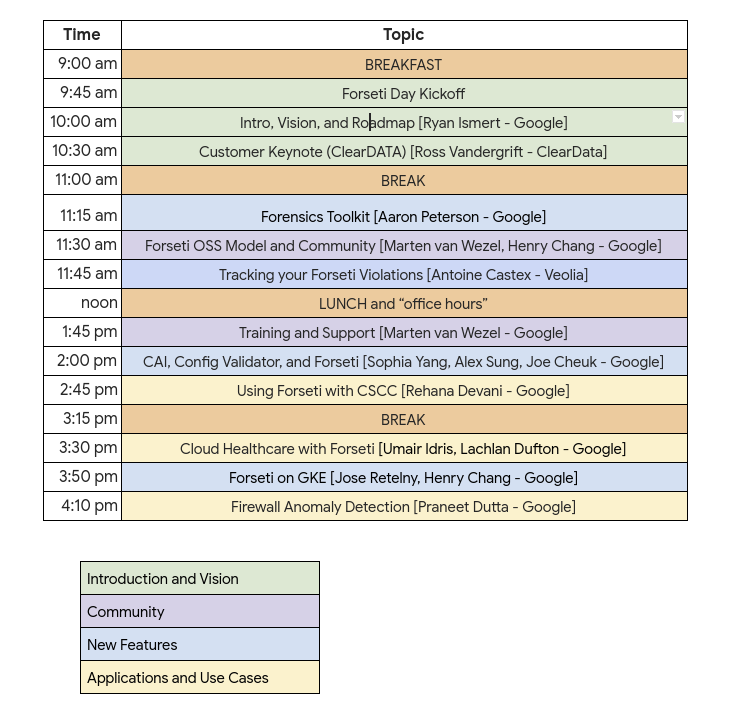 Time Topic
9:00 am BREAKFAST
9:45 am Forseti Day Kickoff
10:00 am Intro, Vision, and Roadmap [Ryan Ismert - Google]
10:30 am Customer Keynote (ClearDATA) [Ross Vandergrift - ClearData]
11:00 am BREAK
11:15 am Forensics Toolkit [Aaron Peterson - Google]
11:30 am Forseti OSS Model and Community [Marten van Wezel, Henry Chang - Google]
11:45 am Tracking your Forseti Violations [Antoine Castex - Veolia]
noon LUNCH and “office hours”
1:45 pm Training and Support [Marten van Wezel - Google]
2:00 pm CAI, Config Validator, and Forseti [Sophia Yang, Alex Sung, Joe Cheuk - Google]
2:45 pm Using Forseti with CSCC [Rehana Devani - Google]
3:15 pm BREAK
3:30 pm Cloud Healthcare with Forseti [Umair Idris, Lachlan Dufton - Google]
3:50 pm Forseti on GKE [Jose Retelny, Henry Chang - Google]
4:10 pm Firewall Anomaly Detection [Praneet Dutta - Google]
Introduction and Vision
Community
New Features
Applications and Use Cases